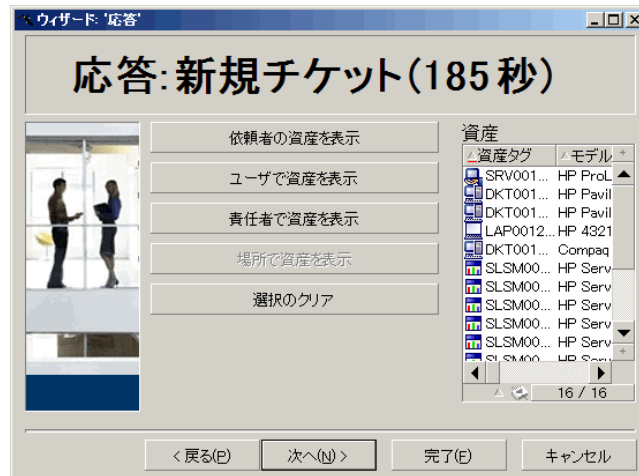 ウィザード: '応答'
応答:新規チケット(185 秒)
依頼者の資産を表示
ユーザで資産を表示
責任者で資産を表示
場所で資産を表示
選択のクリア
資産
資産タグ モデル
SRV001... HP ProL
DKT001... HP Pavil
DKT001... HP Pavil
LAP0012... HP 4321
DKT001... Compaq
SLSM00... HP Serv
SLSM00... HP Serv
SLSM00... HP Serv
SLSM00... HP Serv
SLSM00... HP Serv
16 / 16
< 戻る(P)
次へ(N) >
完了(F)
キャンセル